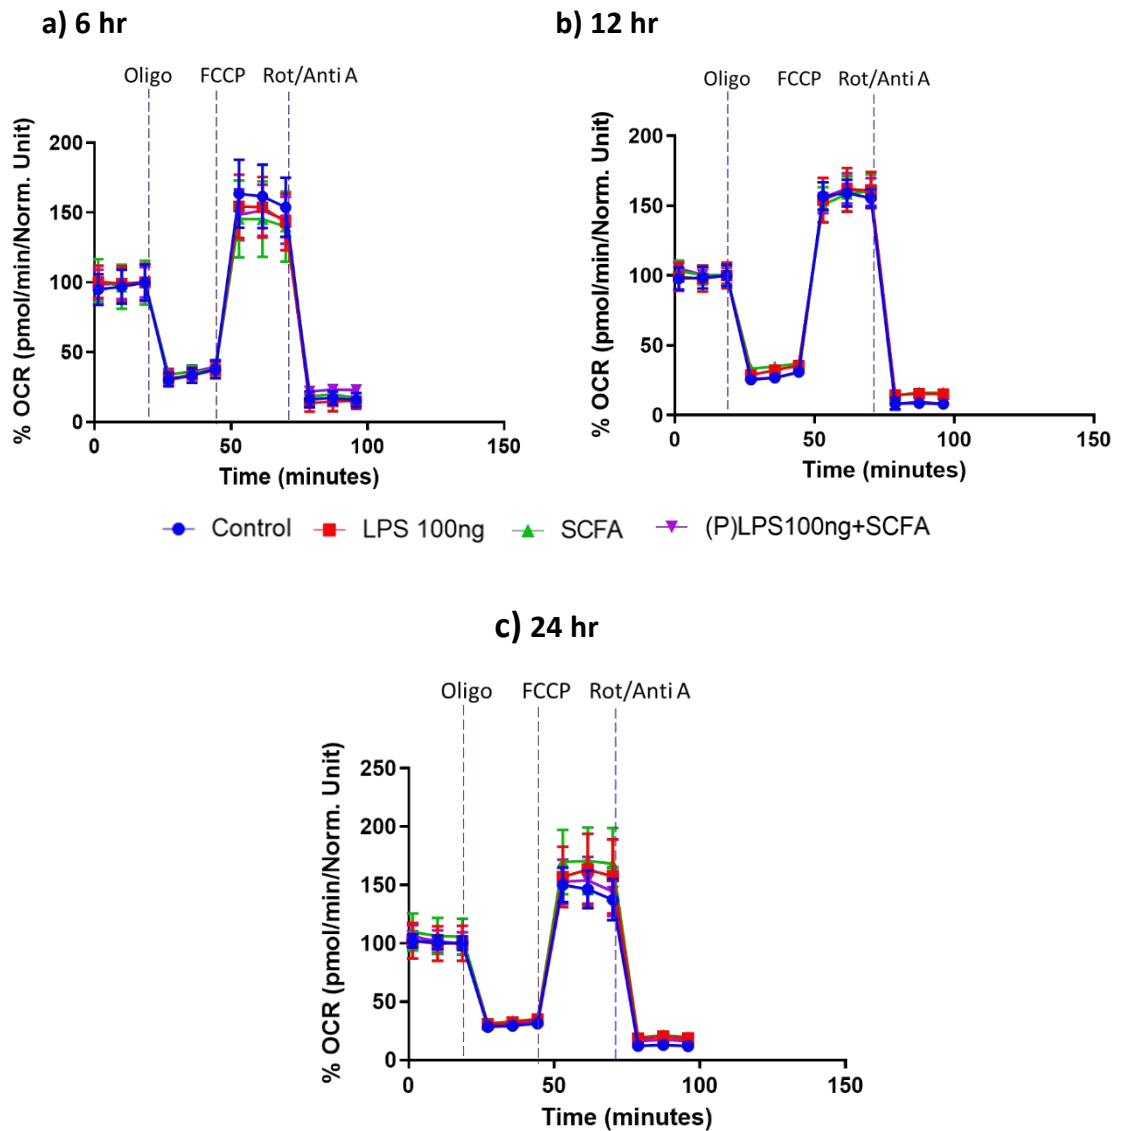 a) 6 hr
b) 12 hr
Oligo FCCP Rot/Anti A
Oligo FCCP Rot/Anti A
% OCR (pmol/min/Norm. Unit)
200
150
100
50
0
0 50 100 150
Time (minutes)
% OCR (pmol/min/Norm. Unit)
200
150
100
50
0
0 50 100 150
Time (minutes)
Control LPS 100ng SCFA (P)LPS100ng+SCFA
c) 24 hr
Oligo FCCP Rot/Anti A
% OCR (pmol/min/Norm. Unit)
250
200
150
100
50
0
0 50 100 150
Time (minutes)